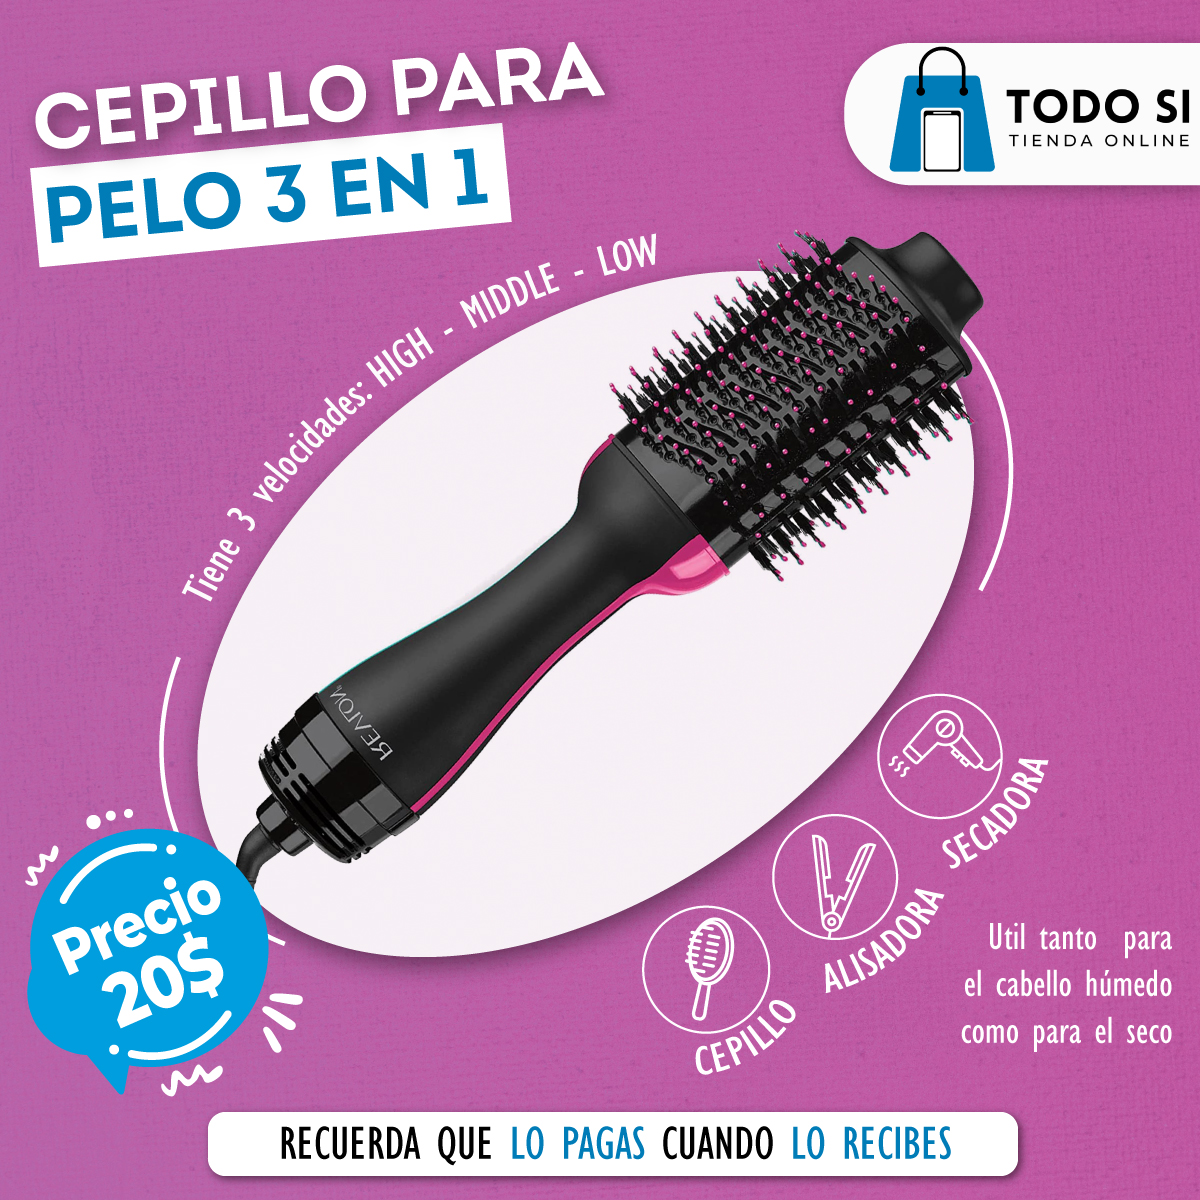 CEPILLO PARA
PELO 3 EN 1
TODO SI
TIENDA ONLINE
Tiene 3 velocidades: HIGH - MIDDLE - LOW
REVLON
SECADORA
ALISADORA
CEPILLO
Util tanto para
el cabello húmedo
como para el seco
Precio
20$
RECUERDA QUE LO PAGAS CUANDO LO RECIBES